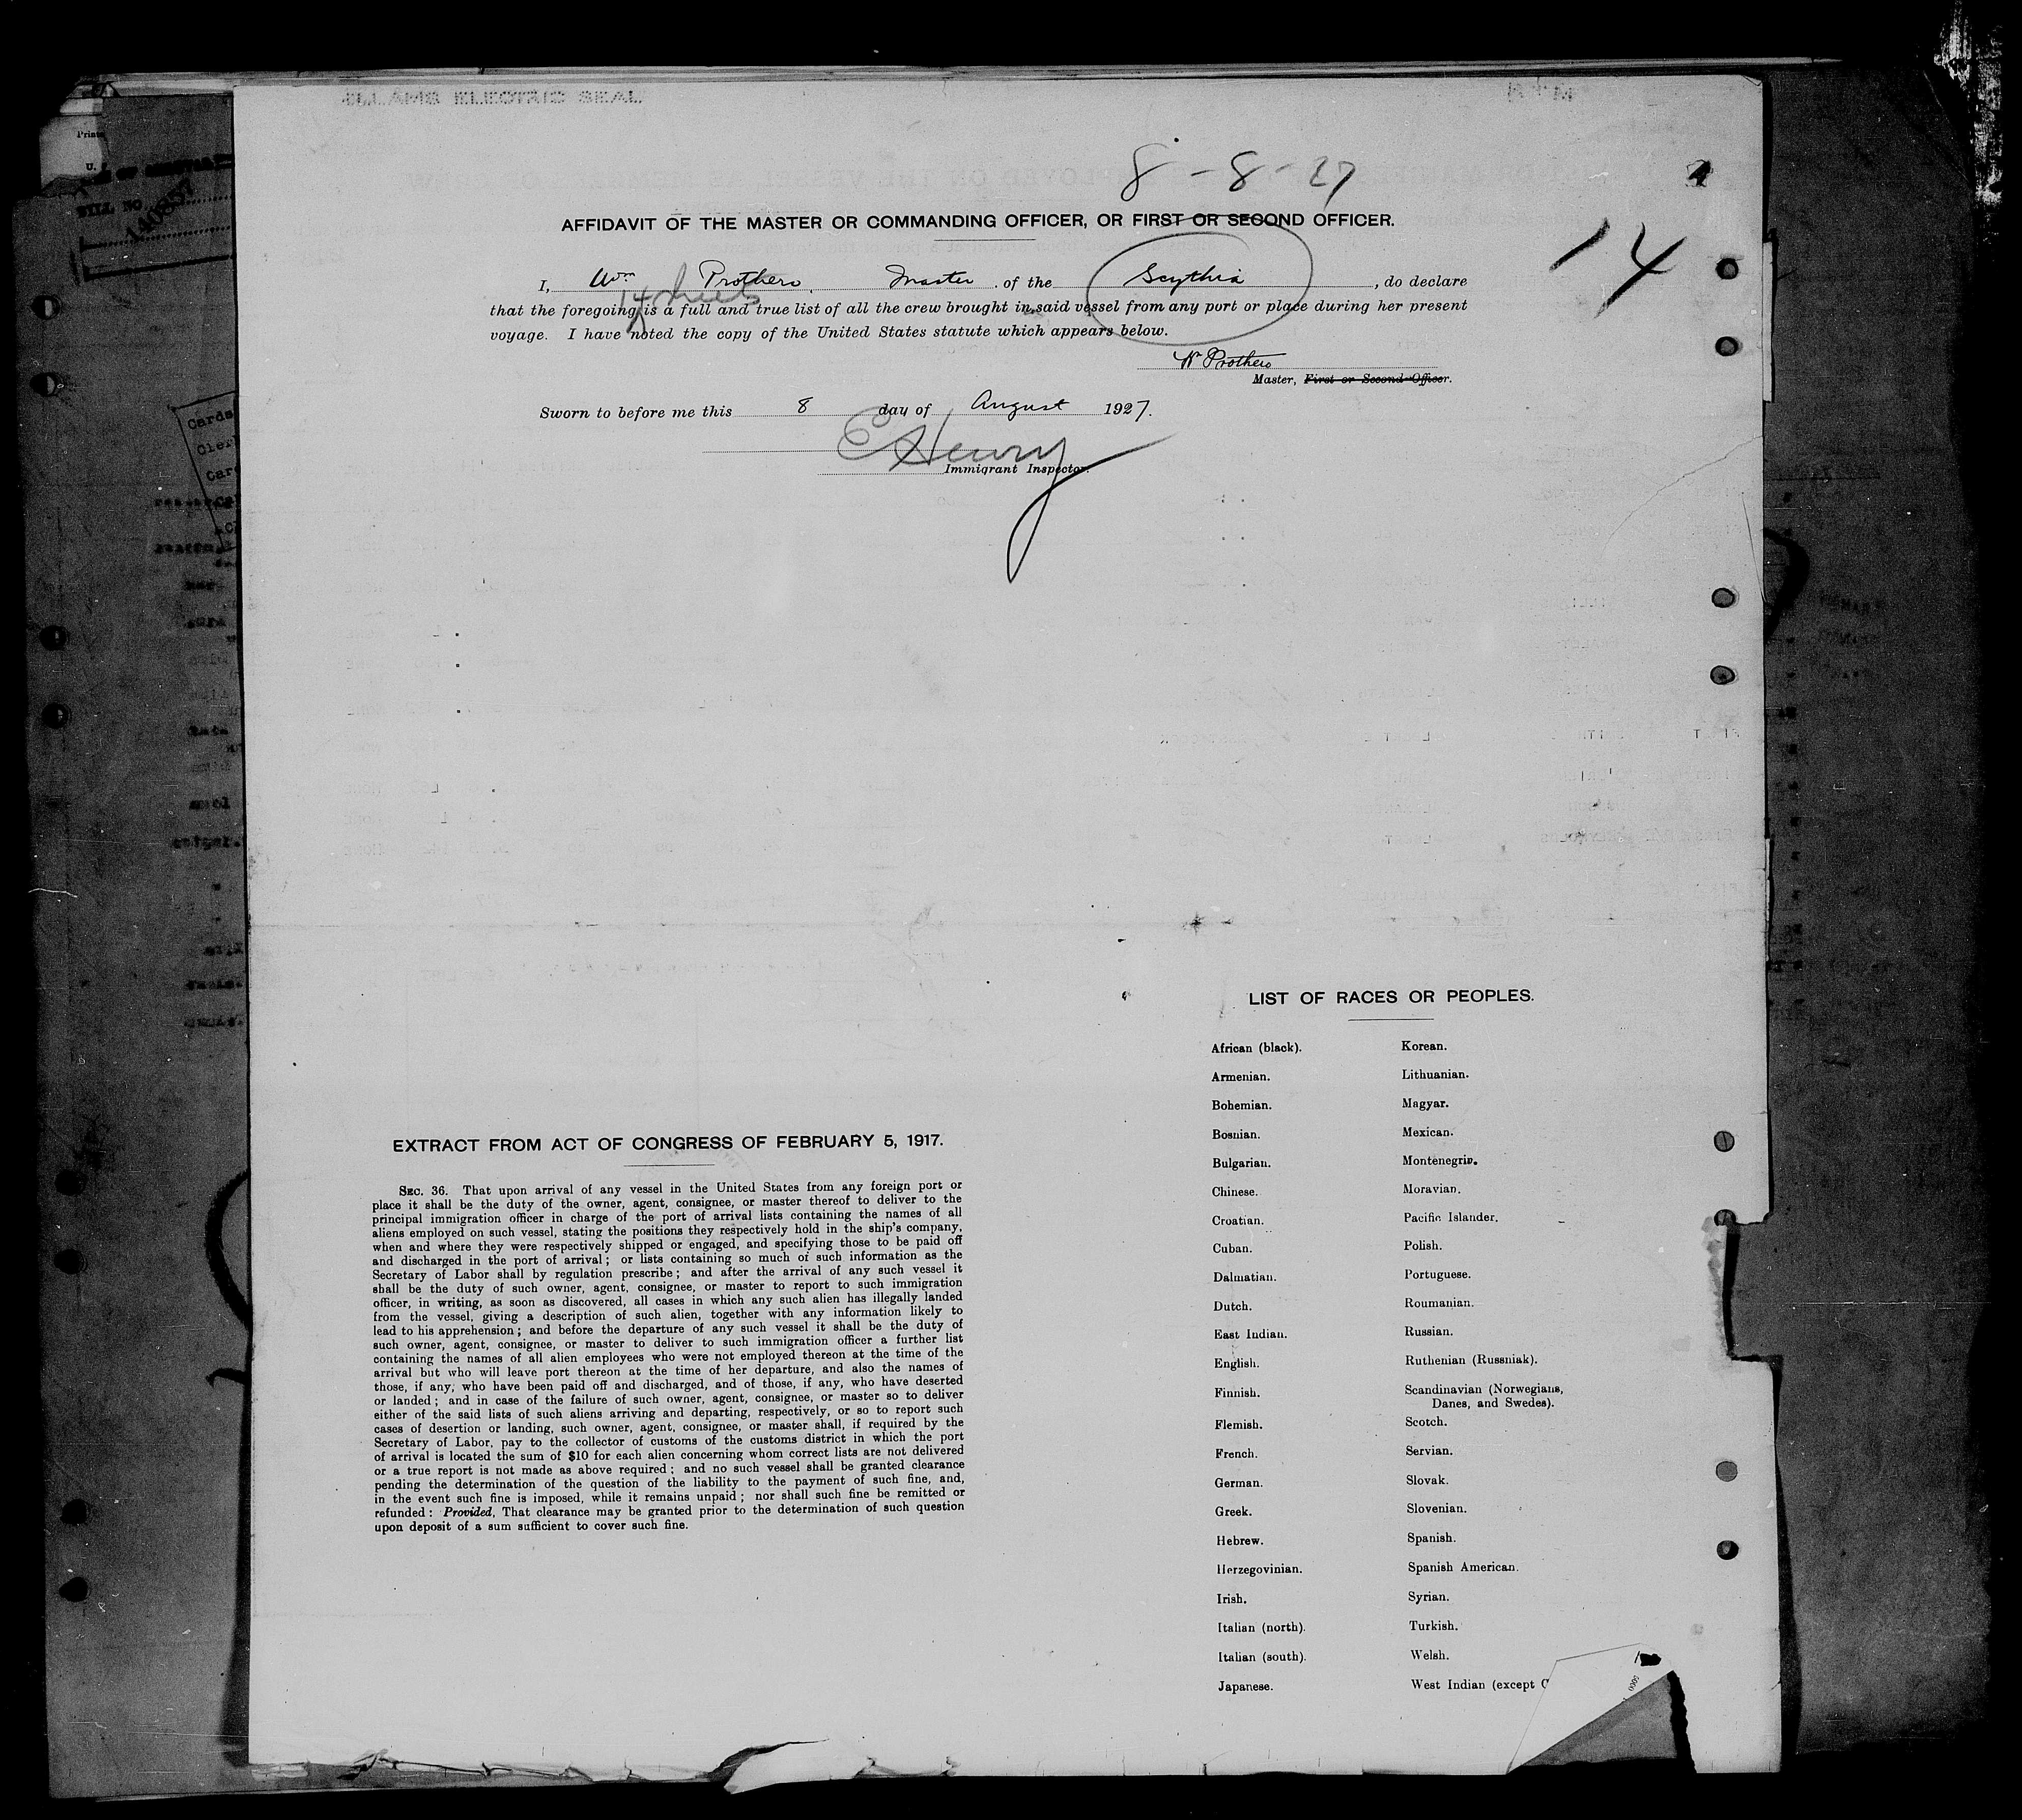 8 - 8 - 27
14
AFFIDAVIT OF THE MASTER OR COMMANDING OFFICER, OR FIRST OR SECOND OFFICER.
I, Wm Prothero, Master of the Scythia, do declare
14 sheets
that the foregoing is a full and true list of all the crew brought in said vessel from any port or place during her present
voyage. I have noted the copy of the United States statute which appears below.
Wm Prothero
Master, First or Second Officer.
Sworn to before me this 8 day of August 1927.
E Henry
Immigrant Inspector.
BILL NO.
140857
Cards
LIST OF RACES OR PEOPLES.
African (black). Korean.
Armenian. Lithuanian.
Bohemian. Magyar.
Bosnian. Mexican.
Bulgarian. Montenegrin.
Chinese. Moravian.
Croatian. Pacific Islander.
Cuban. Polish.
Dalmatian. Portuguese.
Dutch. Roumanian.
East Indian. Russian.
English. Ruthenian (Russniak).
Finnish. Scandinavian (Norwegians,
Danes, and Swedes).
Flemish. Scotch.
French. Servian.
German. Slovak.
Greek. Slovenian.
Hebrew. Spanish.
Herzegovinian. Spanish American.
Irish. Syrian.
Italian (north). Turkish.
Italian (south). Welsh.
Japanese. West Indian (except C
EXTRACT FROM ACT OF CONGRESS OF FEBRUARY 5, 1917.
SEC. 36. That upon arrival of any vessel in the United States from any foreign port or
place it shall be the duty of the owner, agent, consignee, or master thereof to deliver to the
principal immigration officer in charge of the port of arrival lists containing the names of all
aliens employed on such vessel, stating the positions they respectively hold in the ship's company,
when and where they were respectively shipped or engaged, and specifying those to be paid off
and discharged in the port of arrival; or lists containing so much of such information as the
Secretary of Labor shall by regulation prescribe; and after the arrival of any such vessel it
shall be the duty of such owner, agent, consignee, or master to report to such immigration
officer, in writing, as soon as discovered, all cases in which any such alien has illegally landed
from the vessel, giving a description of such alien, together with any information likely to
lead to his apprehension; and before the departure of any such vessel it shall be the duty of
such owner, agent, consignee, or master to deliver to such immigration officer a further list
containing the names of all alien employees who were not employed thereon at the time of the
arrival but who will leave port thereon at the time of her departure, and also the names of
those, if any, who have been paid off and discharged, and of those, if any, who have deserted
or landed; and in case of the failure of such owner, agent, consignee, or master so to deliver
either of the said lists of such aliens arriving and departing, respectively, or so to report such
cases of desertion or landing, such owner, agent, consignee, or master shall, if required by the
Secretary of Labor, pay to the collector of customs of the customs district in which the port
of arrival is located the sum of $10 for each alien concerning whom correct lists are not delivered
or a true report is not made as above required; and no such vessel shall be granted clearance
pending the determination of the question of the liability to the payment of such fine, and,
in the event such fine is imposed, while it remains unpaid; nor shall such fine be remitted or
refunded: Provided, That clearance may be granted prior to the determination of such question
upon deposit of a sum sufficient to cover such fine.